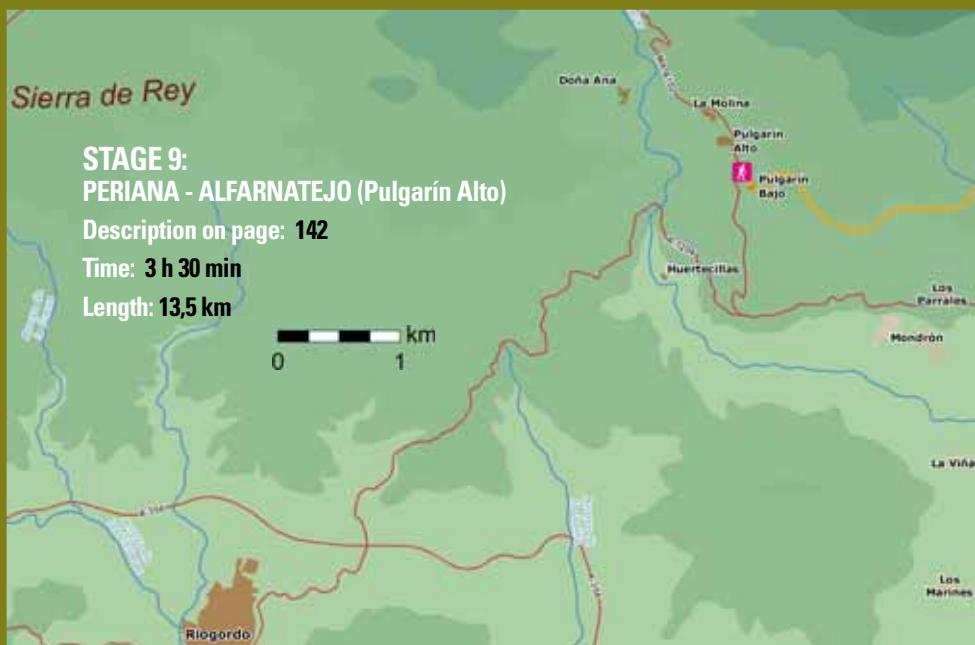 Sierra de Rey
STAGE 9:
PERIANA - ALFARNATEJO (Pulgarín Alto)
Description on page: 142
Time: 3 h 30 min
Length: 13,5 km
km
0 1
Doña Ana
La Molina
Pulgarín
Alto
Pulgarín
Bajo
Huertecillas
Los
Parrales
Mondrón
La Viña
Los
Marines
Riogordo